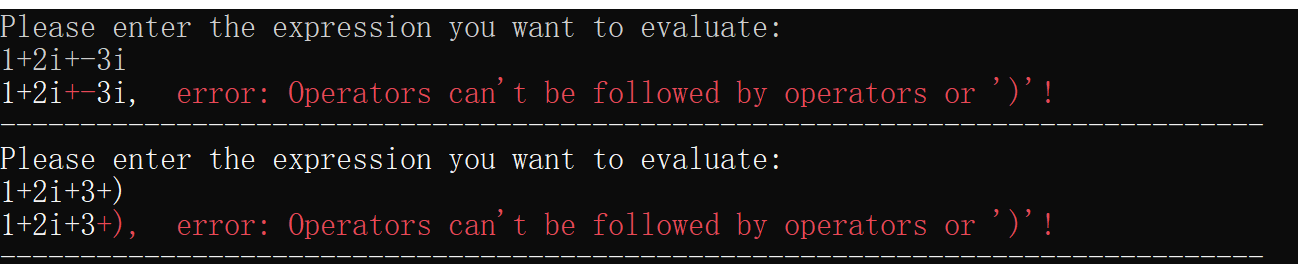 Please enter the expression you want to evaluate:
1+2i+-3i
1+2i+-3i,  error: Operators can't be followed by operators or ')'!
-------------------------------------------------------------------------------
Please enter the expression you want to evaluate:
1+2i+3+)
1+2i+3+),  error: Operators can't be followed by operators or ')'!
-------------------------------------------------------------------------------